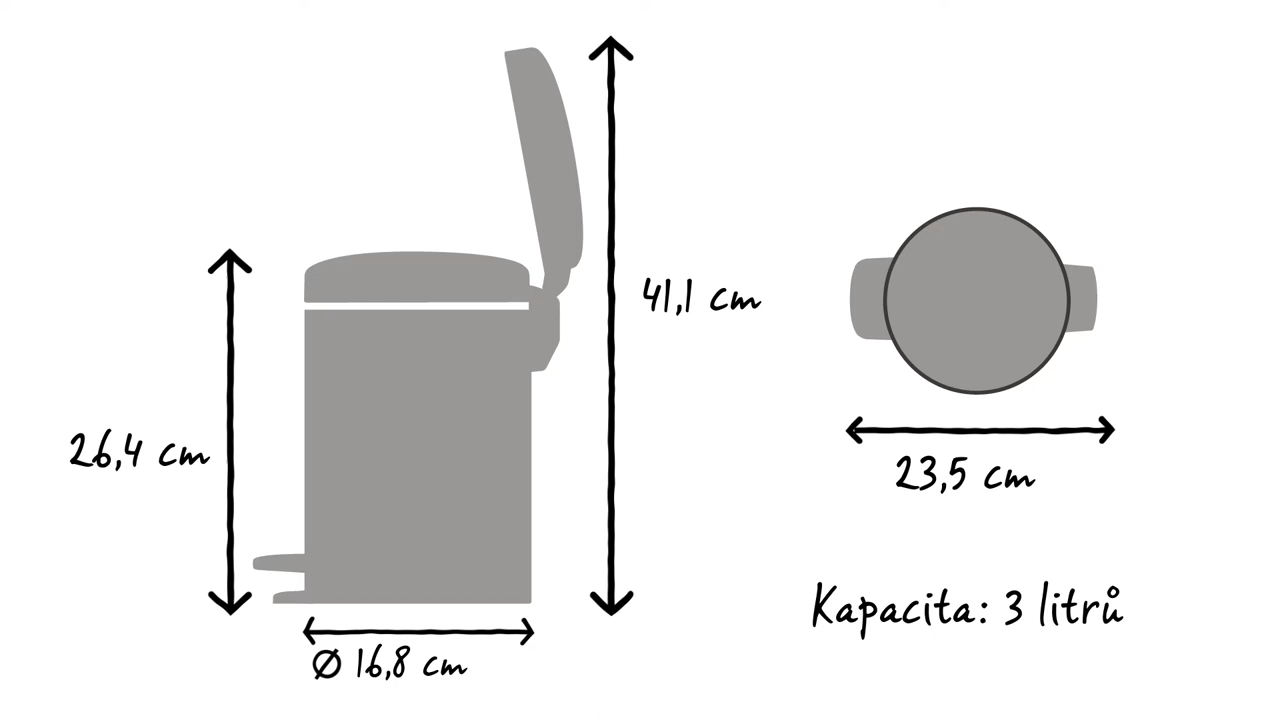 41,1 cm
26,4 cm
23,5 cm
Kapacita: 3 litrů
Ø 16,8 cm